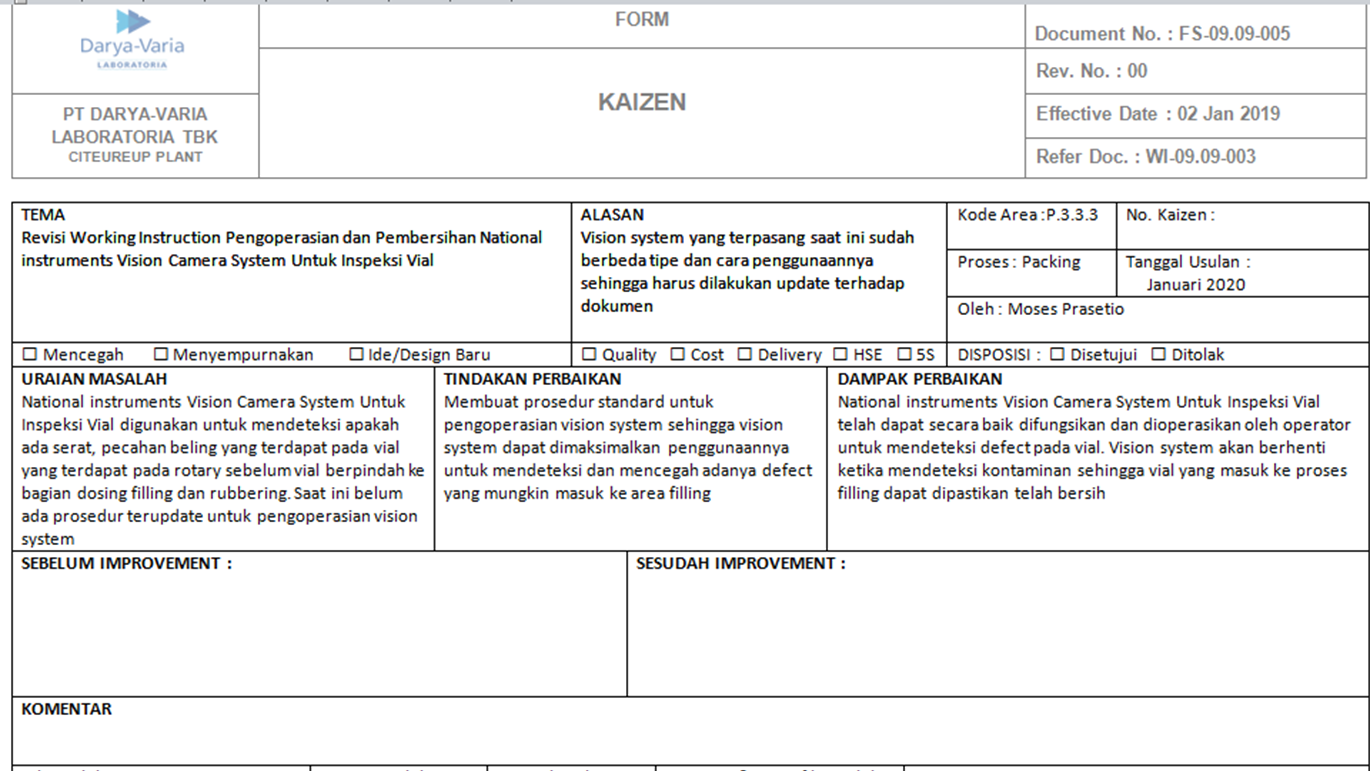 Darya-Varia
LABORATORIA
PT DARYA-VARIA
LABORATORIA TBK
CITEUREUP PLANT
FORM
KAIZEN
Document No. : FS-09.09-005
Rev. No. : 00
Effective Date : 02 Jan 2019
Refer Doc. : WI-09.09-003
TEMA
Revisi Working Instruction Pengoperasian dan Pembersihan National
instruments Vision Camera System Untuk Inspeksi Vial
ALASAN
Vision system yang terpasang saat ini sudah
berbeda tipe dan cara penggunaannya
sehingga harus dilakukan update terhadap
dokumen
Kode Area :P.3.3.3
No. Kaizen :
Proses : Packing
Tanggal Usulan :
Januari 2020
Oleh : Moses Prasetio
☐ Mencegah ☐ Menyempurnakan ☐ Ide/Design Baru
☐ Quality ☐ Cost ☐ Delivery ☐ HSE ☐ 5S
DISPOSISI : ☐ Disetujui ☐ Ditolak
URAIAN MASALAH
National instruments Vision Camera System Untuk
Inspeksi Vial digunakan untuk mendeteksi apakah
ada serat, pecahan beling yang terdapat pada vial
yang terdapat pada rotary sebelum vial berpindah ke
bagian dosing filling dan rubbering. Saat ini belum
ada prosedur terupdate untuk pengoperasian vision
system
TINDAKAN PERBAIKAN
Membuat prosedur standard untuk
pengoperasian vision system sehingga vision
system dapat dimaksimalkan penggunaannya
untuk mendeteksi dan mencegah adanya defect
yang mungkin masuk ke area filling
DAMPAK PERBAIKAN
National instruments Vision Camera System Untuk Inspeksi Vial
telah dapat secara baik difungsikan dan dioperasikan oleh operator
untuk mendeteksi defect pada vial. Vision system akan berhenti
ketika mendeteksi kontaminan sehingga vial yang masuk ke proses
filling dapat dipastikan telah bersih
SEBELUM IMPROVEMENT :
SESUDAH IMPROVEMENT :
KOMENTAR